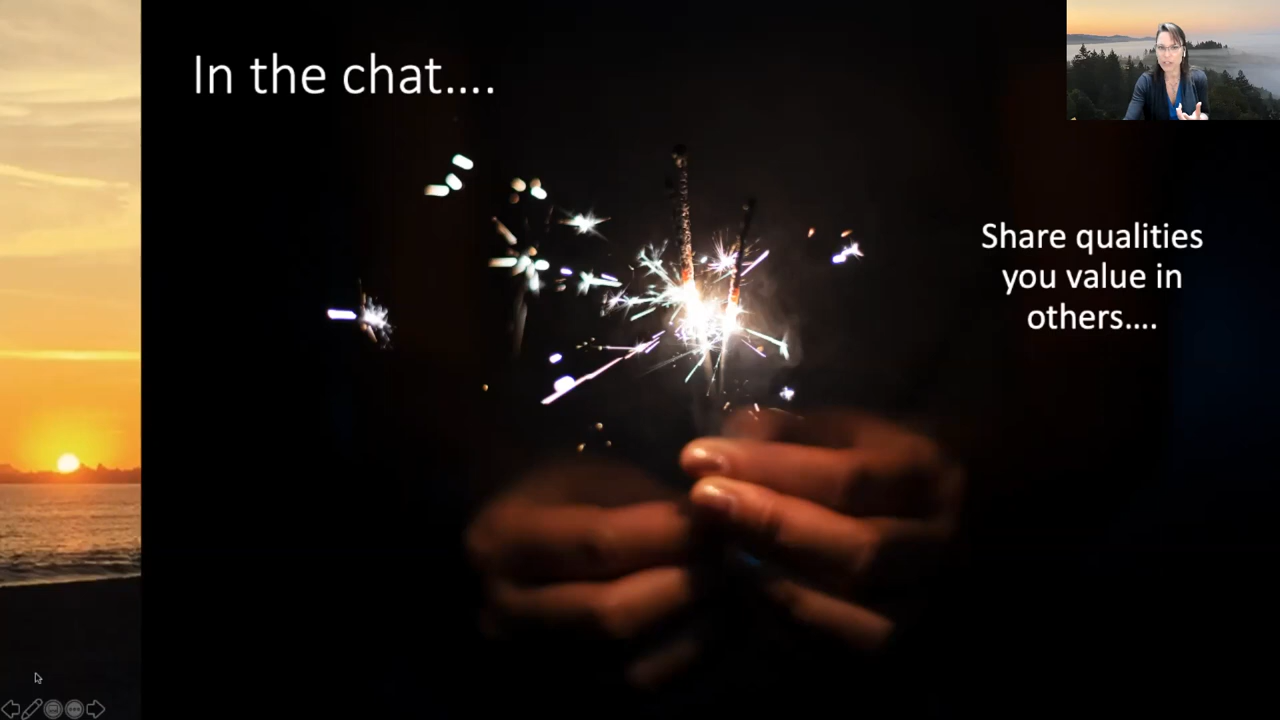 In the chat....
Share qualities
you value in
others....